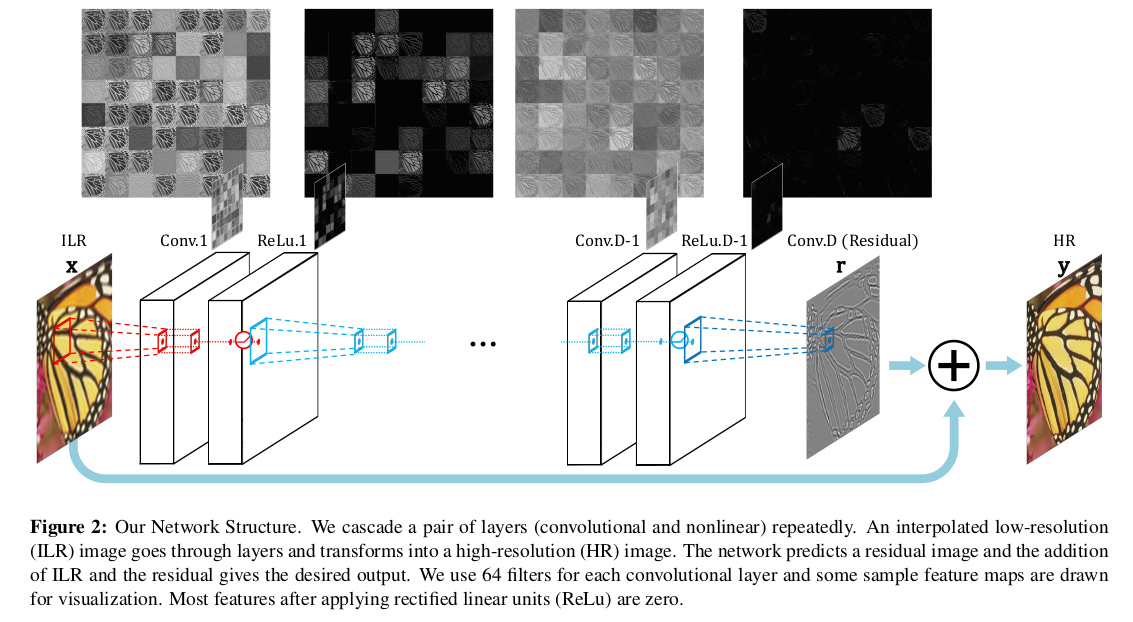 ILR
x
Conv.1
ReLu.1
...
Conv.D-1
ReLu.D-1
Conv.D (Residual)
r
HR
y
Figure 2: Our Network Structure. We cascade a pair of layers (convolutional and nonlinear) repeatedly. An interpolated low-resolution
(ILR) image goes through layers and transforms into a high-resolution (HR) image. The network predicts a residual image and the addition
of ILR and the residual gives the desired output. We use 64 filters for each convolutional layer and some sample feature maps are drawn
for visualization. Most features after applying rectified linear units (ReLu) are zero.